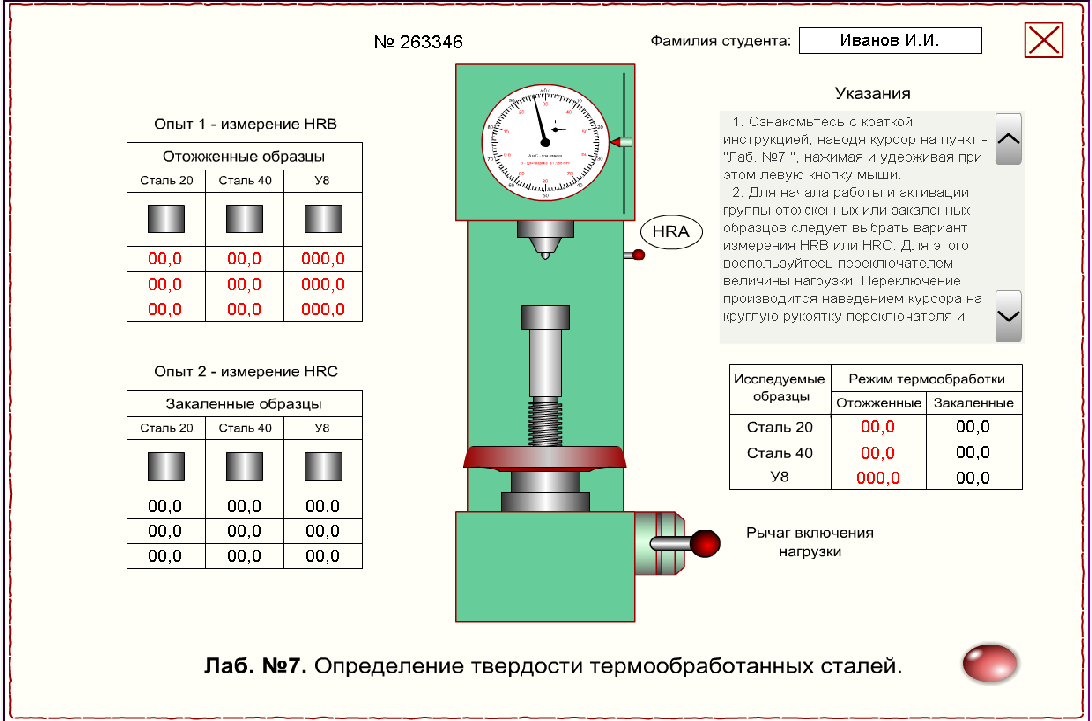 № 263346
Фамилия студента: Иванов И.И.
Опыт 1 - измерение HRB
Отожженные образцы
Сталь 20 Сталь 40 У8
00,0 00,0 000,0
00,0 00,0 000,0
00,0 00,0 000,0
Опыт 2 - измерение HRC
Закаленные образцы
Сталь 20 Сталь 40 У8
00,0 00,0 00.0
00,0 00,0 00,0
00,0 00,0 00,0
HRA
Указания
1. Ознакомьтесь с краткой
инструкцией, наводя курсор на пункт -
"Лаб. №7 ", нажимая и удерживая при
этом левую кнопку мыши.
2. Для начала работы и активации
группы отожженных или закаленных
образцов следует выбрать вариант
измерения HRB или HRC. Для этого
воспользуйтесь переключателем
величины нагрузки. Переключение
производится наведением курсора на
круглую рукоятку переключателя и
Исследуемые образцы
Режим термообработки
Отожженные Закаленные
Сталь 20 00,0 00,0
Сталь 40 00,0 00,0
У8 000,0 00,0
Рычаг включения
нагрузки
Лаб. №7. Определение твердости термообработанных сталей.